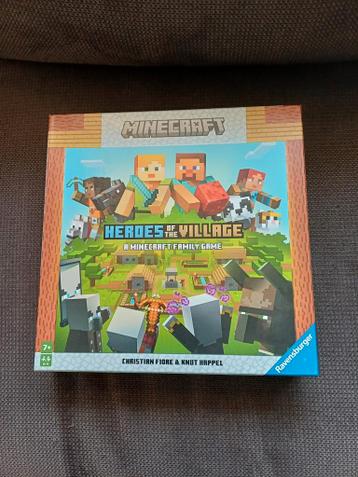 MINECRAFT
HEROES OF THE VILLAGE
A MINECRAFT FAMILY GAME
7+
CHRISTIAN FIORE & KNUT HAPPEL
Ravensburger